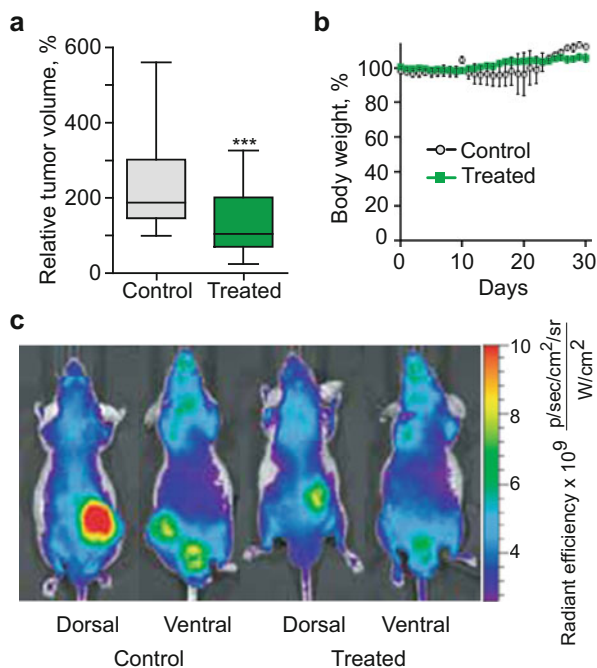 a
Relative tumor volume, %
600
400
200
0
***
Control
Treated
b
Body weight, %
100
80
60
40
20
0
Control
Treated
0
10
20
30
Days
c
10
8
6
4
Radiant efficiency x 10⁹ p/sec/cm²/sr
W/cm²
Dorsal Ventral Dorsal Ventral
Control Treated